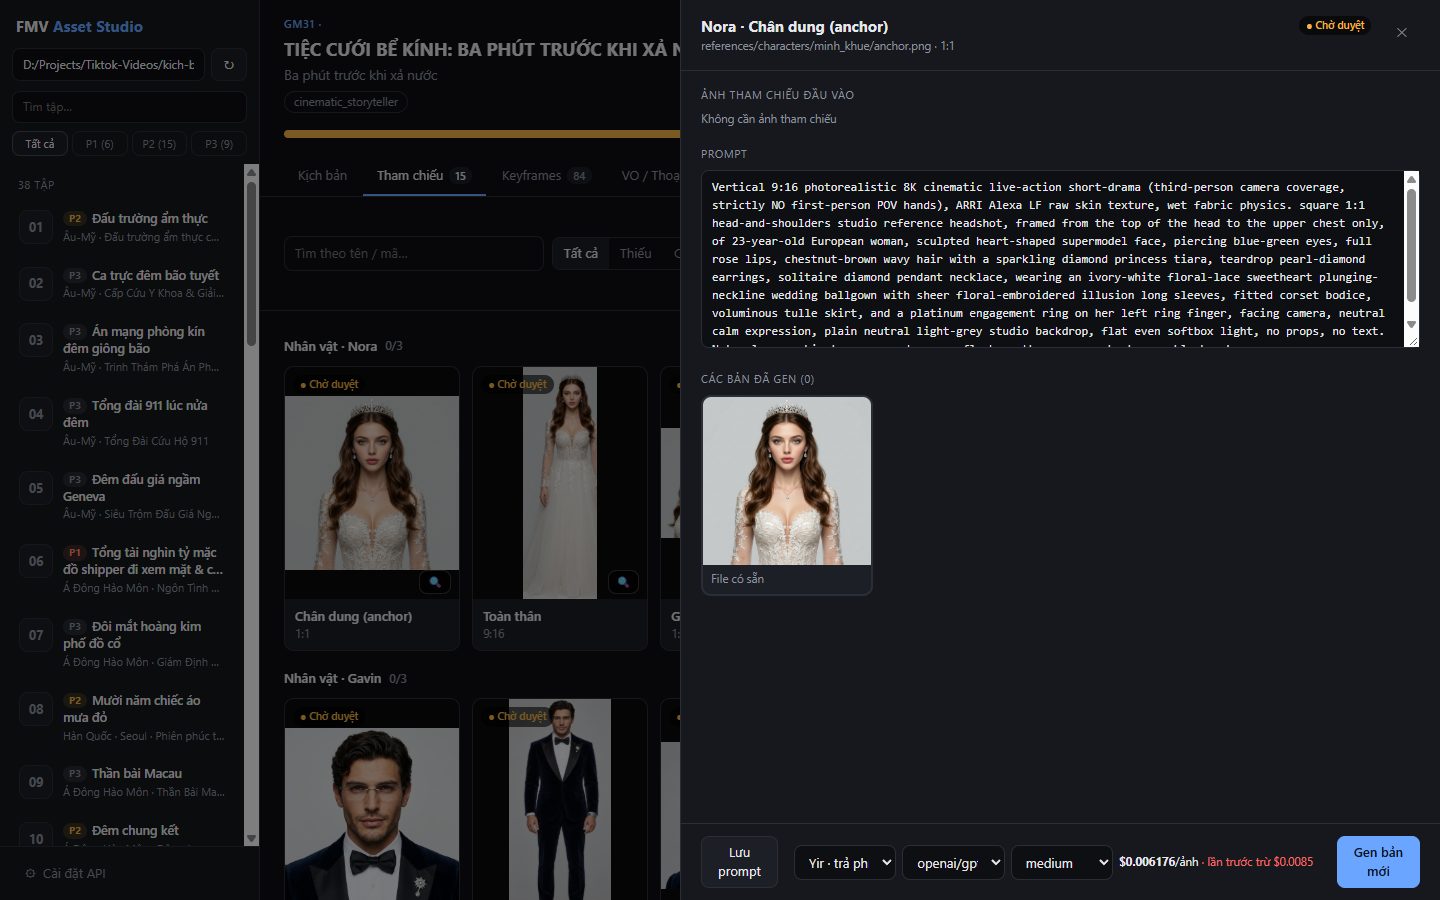 FMV Asset Studio
D:/Projects/Tiktok-Videos/kich-b
↻
Tìm tập...
Tất cả
P1 (6)
P2 (15)
P3 (9)
38 TẬP
01
P2 Đấu trường ẩm thực
Âu-Mỹ · Đấu trường ẩm thực c...
02
P3 Ca trực đêm bão tuyết
Âu-Mỹ · Cấp Cứu Y Khoa & Giải...
03
P3 Án mạng phòng kín
đêm giông bão
Âu-Mỹ · Trinh Thám Phá Án Ph...
04
P3 Tổng đài 911 lúc nửa
đêm
Âu-Mỹ · Tổng Đài Cứu Hộ 911
05
P3 Đêm đấu giá ngầm
Geneva
Âu-Mỹ · Siêu Trộm Đấu Giá Ng...
06
P1 Tổng tài nghìn tỷ mặc
đồ shipper đi xem mặt & c...
Á Đông Hào Môn · Ngôn Tình ...
07
P3 Đôi mắt hoàng kim
phố đồ cổ
Á Đông Hào Môn · Giám Định ...
08
P2 Mười năm chiếc áo
mưa đỏ
Hàn Quốc · Seoul · Phiên phúc t...
09
P3 Thần bài Macau
Á Đông Hào Môn · Thần Bài Ma...
10
P2 Đêm chung kết
⚙ Cài đặt API
GM31 ·
TIỆC CƯỚI BỂ KÍNH: BA PHÚT TRƯỚC KHI XẢ N
Ba phút trước khi xả nước
cinematic_storyteller
Kịch bản
Tham chiếu 15
Keyframes 84
VO / Thoạ
Tìm theo tên / mã...
Tất cả
Thiếu
Nhân vật · Nora 0/3
● Chờ duyệt
● Chờ duyệt
Chân dung (anchor)
1:1
Toàn thân
9:16
G
1:
Nhân vật · Gavin 0/3
● Chờ duyệt
● Chờ duyệt
Nora · Chân dung (anchor)
references/characters/minh_khue/anchor.png · 1:1
● Chờ duyệt
×
ẢNH THAM CHIẾU ĐẦU VÀO
Không cần ảnh tham chiếu
PROMPT
Vertical 9:16 photorealistic 8K cinematic live-action short-drama (third-person camera coverage,
strictly NO first-person POV hands), ARRI Alexa LF raw skin texture, wet fabric physics. square 1:1
head-and-shoulders studio reference headshot, framed from the top of the head to the upper chest only,
of 23-year-old European woman, sculpted heart-shaped supermodel face, piercing blue-green eyes, full
rose lips, chestnut-brown wavy hair with a sparkling diamond princess tiara, teardrop pearl-diamond
earrings, solitaire diamond pendant necklace, wearing an ivory-white floral-lace sweetheart plunging-
neckline wedding ballgown with sheer floral-embroidered illusion long sleeves, fitted corset bodice,
voluminous tulle skirt, and a platinum engagement ring on her left ring finger, facing camera, neutral
calm expression, plain neutral light-grey studio backdrop, flat even softbox light, no props, no text.
CÁC BẢN ĐÃ GEN (0)
File có sẵn
Lưu
prompt
Yir · trả ph
openai/gp
medium
$0.006176/ảnh · lần trước trừ $0.0085
Gen bản
mới